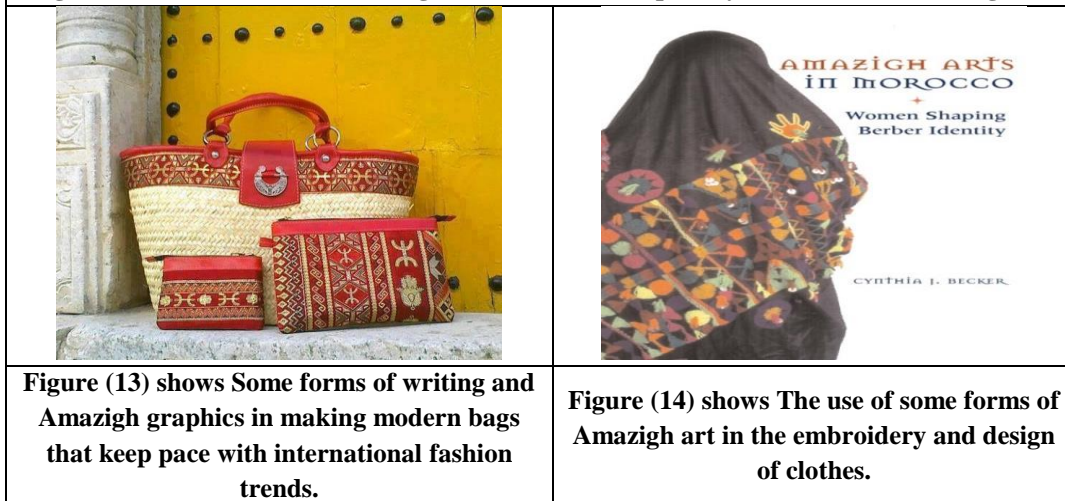 AMAZIGH ARTS
IN MOROCCO
Women Shaping
Berber Identity
CYNTHIA J. BECKER
Figure (13) shows Some forms of writing and
Amazigh graphics in making modern bags
that keep pace with international fashion
trends.
Figure (14) shows The use of some forms of
Amazigh art in the embroidery and design
of clothes.